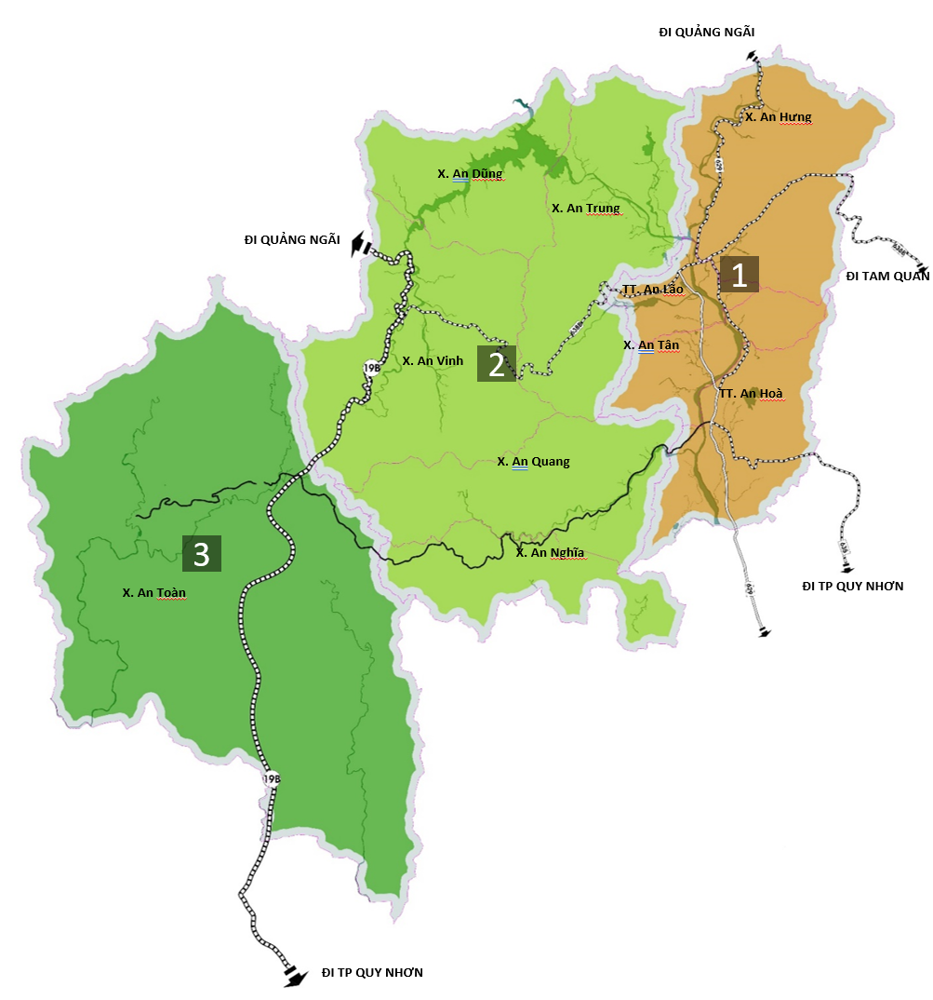 ĐI QUẢNG NGÃI
X. An Hưng
629
X. An Dũng
X. An Trung
ĐI QUẢNG NGÃI
ĐI TAM QUAN
1
TT. An Lão
X. An Tân
X. An Vinh
2
19B
TT. An Hoà
X. An Quang
X. An Nghĩa
3
X. An Toàn
ĐI TP QUY NHƠN
629
19B
ĐI TP QUY NHƠN